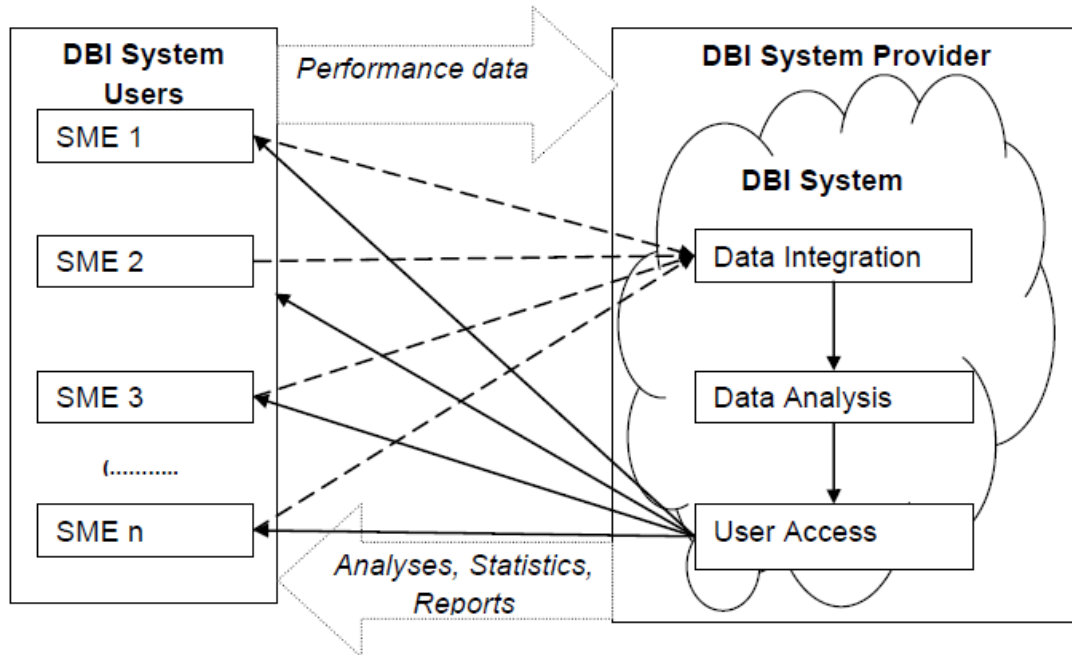 DBI System
Users
SME 1
SME 2
SME 3
(...........
SME n
Performance data
Analyses, Statistics,
Reports
DBI System Provider
DBI System
Data Integration
Data Analysis
User Access